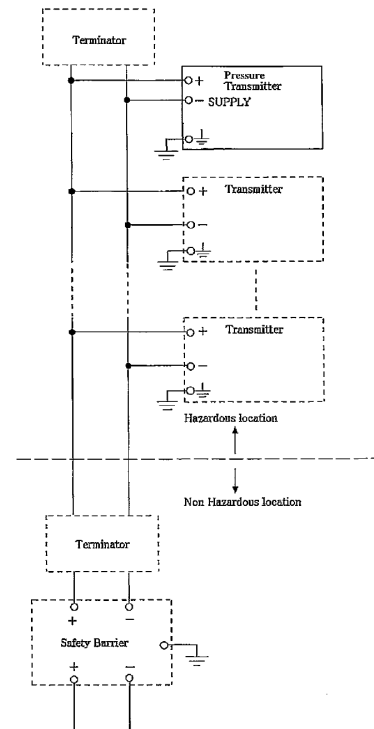 Terminator
+ Pressure
Transmitter
− SUPPLY
+ Transmitter
−
+ Transmitter
−
Hazardous location
Non Hazardous location
Terminator
+ −
Safety Barrier
+ −